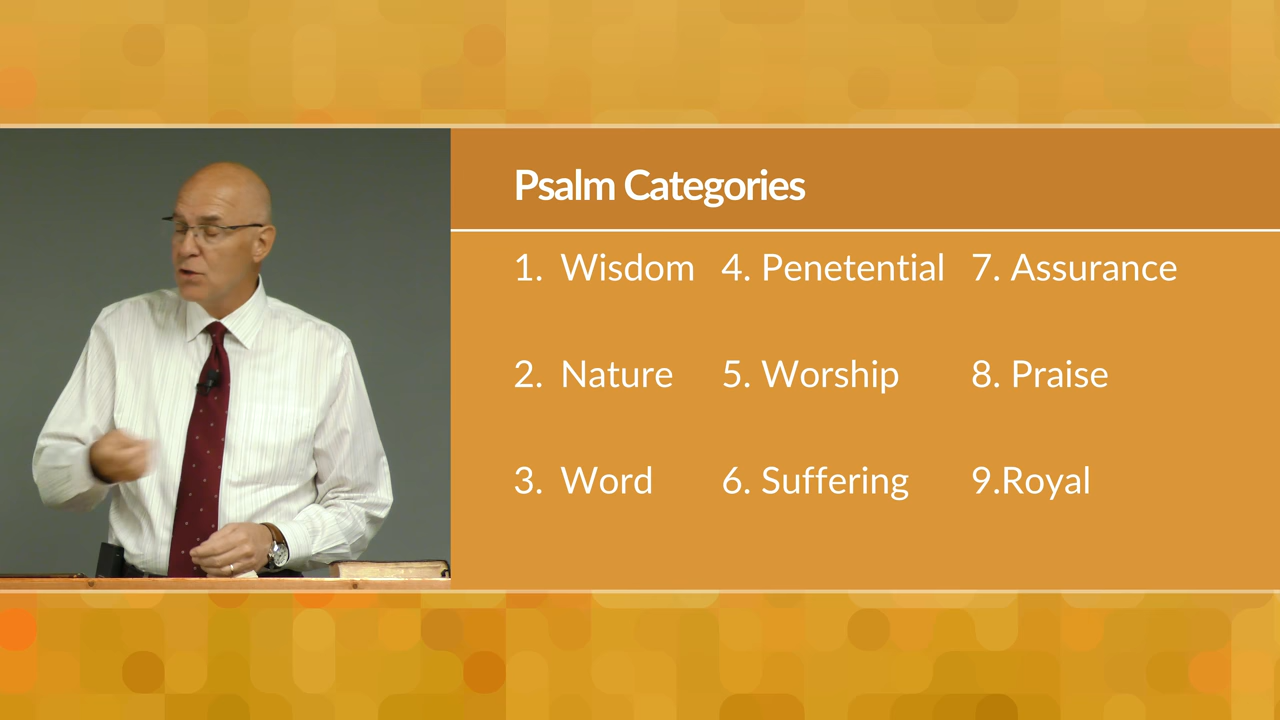 Psalm Categories
1. Wisdom 4. Penetential 7. Assurance
2. Nature 5. Worship 8. Praise
3. Word 6. Suffering 9.Royal